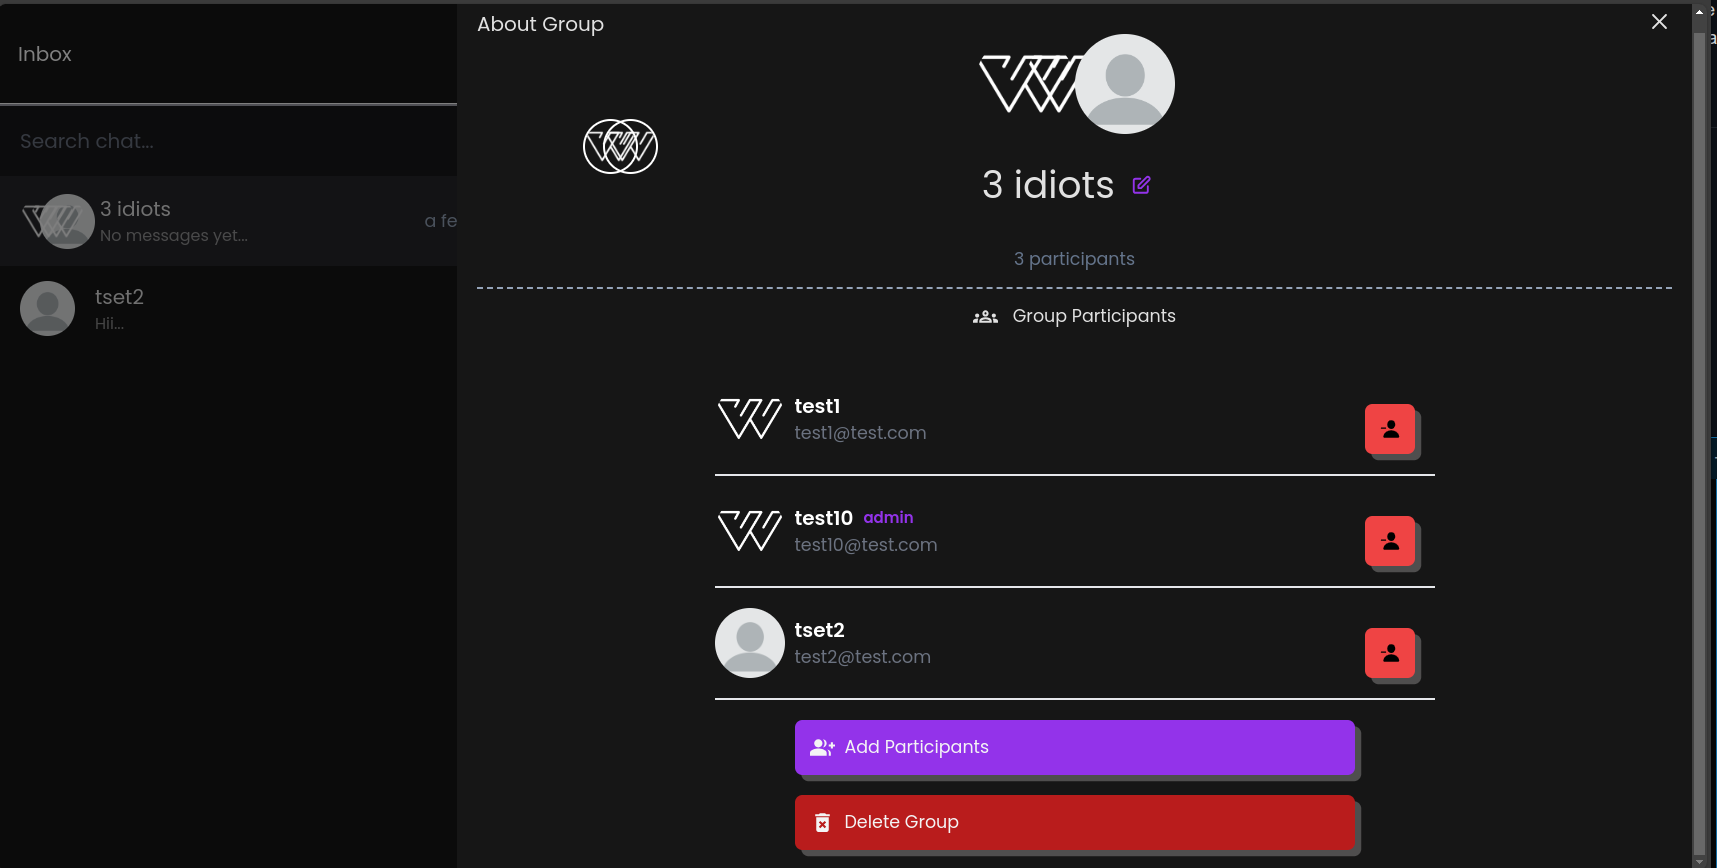 About Group
Inbox
Search chat...
3 idiots
No messages yet...
a fe
tset2
Hii...
3 idiots
3 participants
Group Participants
test1
test1@test.com
test10 admin
test10@test.com
tset2
test2@test.com
Add Participants
Delete Group